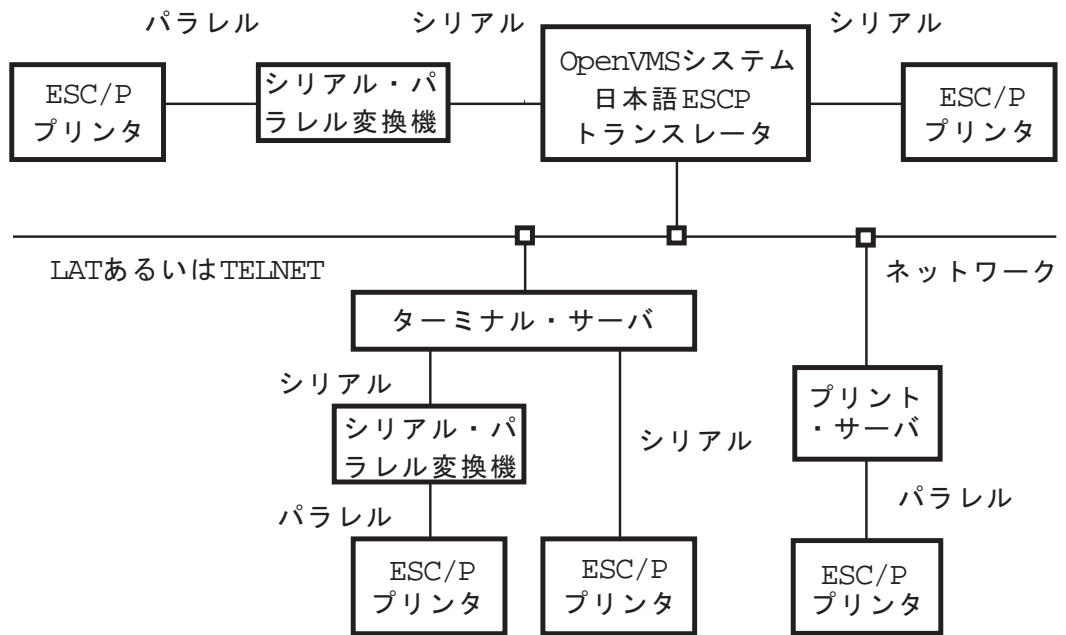 パラレル
シリアル
シリアル
ESC/P
プリンタ
シリアル・パ
ラレル変換機
OpenVMSシステム
日本語ESCP
トランスレータ
ESC/P
プリンタ
LATあるいはTELNET
ネットワーク
ターミナル・サーバ
シリアル
シリアル・パ
ラレル変換機
シリアル
プリント
・サーバ
パラレル
パラレル
ESC/P
プリンタ
ESC/P
プリンタ
ESC/P
プリンタ